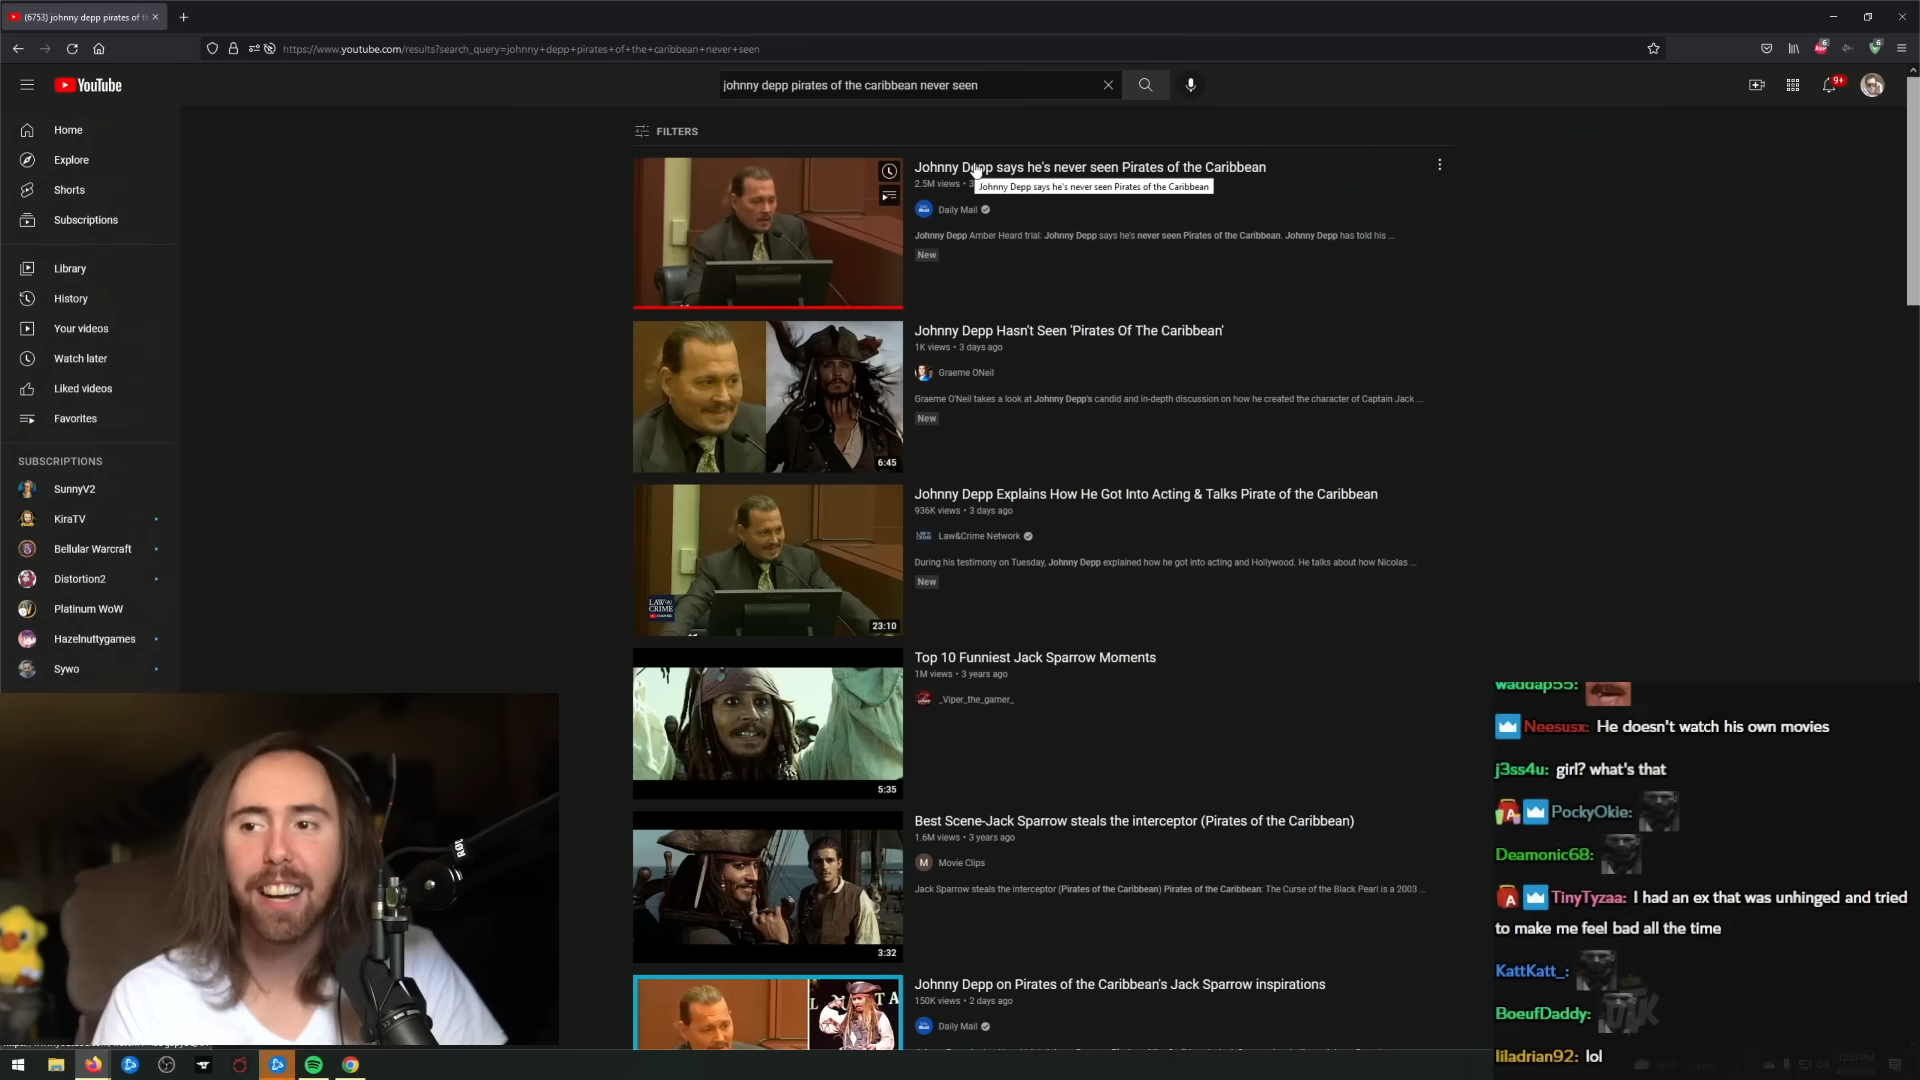 (6753) johnny depp pirates of t
https://www.youtube.com/results?search_query=johnny+depp+pirates+of+the+caribbean+never+seen
6
6
YouTube
johnny depp pirates of the caribbean never seen
9+
Home
Explore
Shorts
Subscriptions
Library
History
Your videos
Watch later
Liked videos
Favorites
SUBSCRIPTIONS
SunnyV2
KiraTV
Bellular Warcraft
Distortion2
Platinum WoW
Hazelnuttygames
Sywo
FILTERS
Johnny Depp says he's never seen Pirates of the Caribbean
2.5M views • 3
Johnny Depp says he's never seen Pirates of the Caribbean
Daily Mail
Johnny Depp Amber Heard trial: Johnny Depp says he's never seen Pirates of the Caribbean. Johnny Depp has told his ...
New
6:45
Johnny Depp Hasn't Seen 'Pirates Of The Caribbean'
1K views • 3 days ago
Graeme ONeil
Graeme O'Neil takes a look at Johnny Depp's candid and in-depth discussion on how he created the character of Captain Jack ...
New
LAW& CRIME
23:10
Johnny Depp Explains How He Got Into Acting & Talks Pirate of the Caribbean
936K views • 3 days ago
Law&Crime Network
During his testimony on Tuesday, Johnny Depp explained how he got into acting and Hollywood. He talks about how Nicolas ...
New
5:35
Top 10 Funniest Jack Sparrow Moments
1M views • 3 years ago
_Viper_the_gamer_
3:32
Best Scene-Jack Sparrow steals the interceptor (Pirates of the Caribbean)
1.6M views • 3 years ago
M Movie Clips
Jack Sparrow steals the interceptor (Pirates of the Caribbean) Pirates of the Caribbean: The Curse of the Black Pearl is a 2003 ...
Johnny Depp on Pirates of the Caribbean's Jack Sparrow inspirations
150K views • 2 days ago
Daily Mail
waddap55:
Neesusx: He doesn't watch his own movies
j3ss4u: girl? what's that
PockyOkie:
Deamonic68:
TinyTyzaa: I had an ex that was unhinged and tried
to make me feel bad all the time
KattKatt_:
BoeufDaddy:
liladrian92: lol